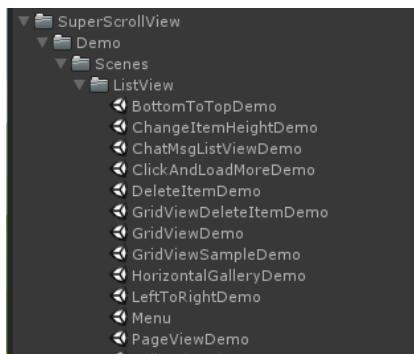 SuperScrollView
Demo
Scenes
ListView
BottomToTopDemo
ChangeItemHeightDemo
ChatMsgListViewDemo
ClickAndLoadMoreDemo
DeleteItemDemo
GridViewDeleteItemDemo
GridViewDemo
GridViewSampleDemo
HorizontalGalleryDemo
LeftToRightDemo
Menu
PageViewDemo